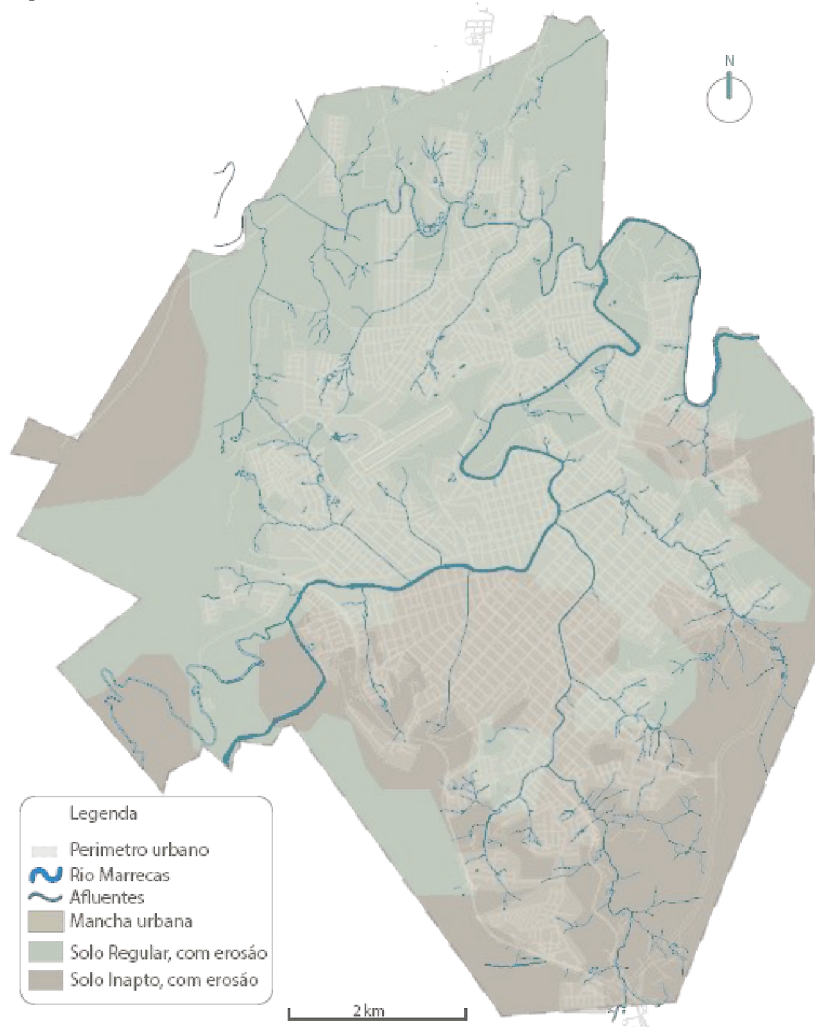 N
Legenda
Perimetro urbano
Rio Marrecas
Afluentes
Mancha urbana
Solo Regular, com erosão
Solo Inapto, com erosão
2 km